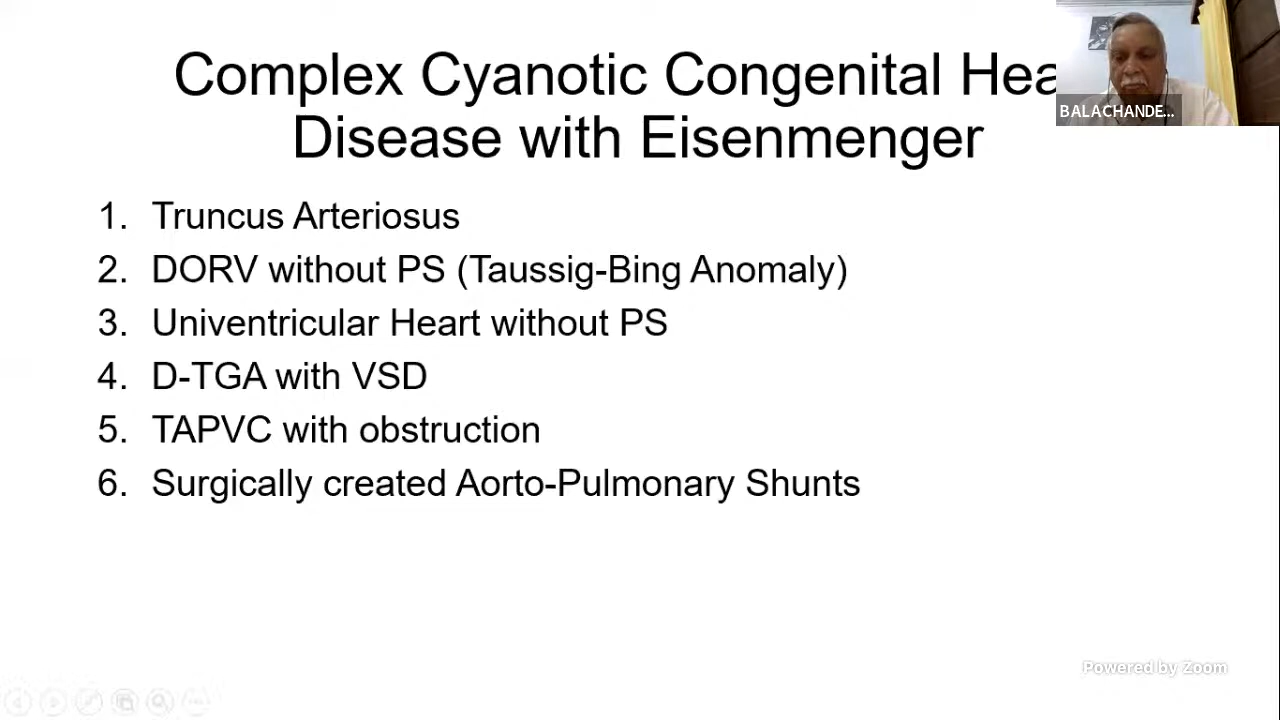 Complex Cyanotic Congenital Hea
Disease with Eisenmenger
BALACHANDE...
1. Truncus Arteriosus
2. DORV without PS (Taussig-Bing Anomaly)
3. Univentricular Heart without PS
4. D-TGA with VSD
5. TAPVC with obstruction
6. Surgically created Aorto-Pulmonary Shunts
Powered by Zoom